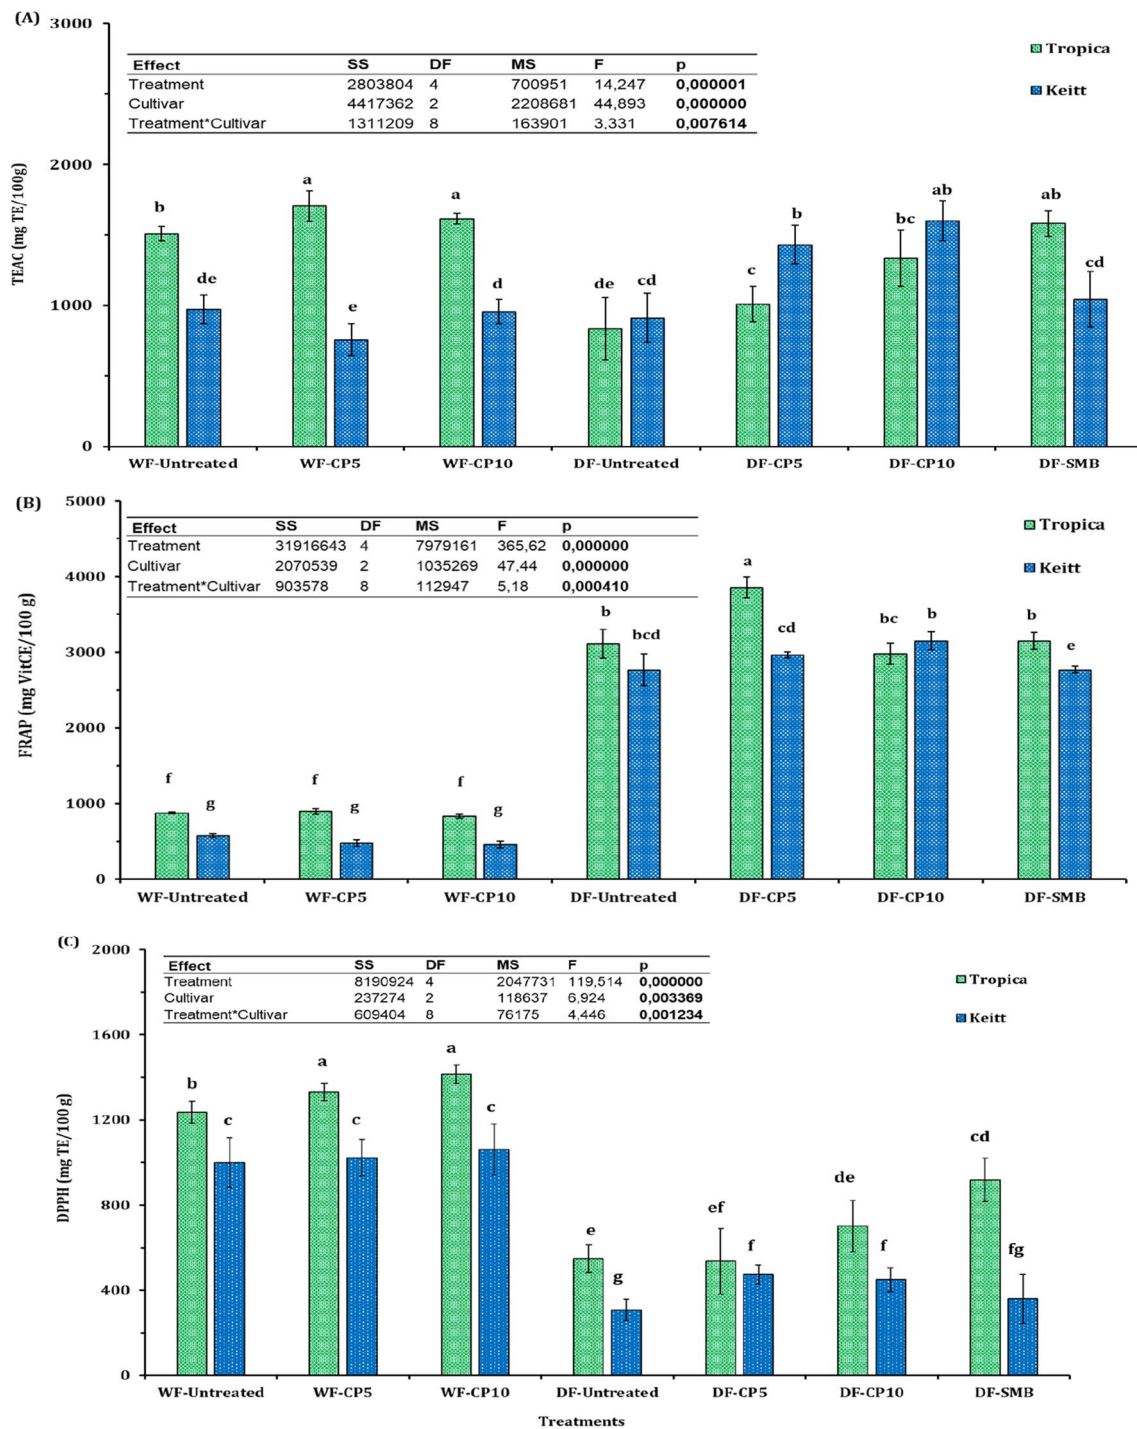 (A)
3000
2000
1000
0
TEAC (mg TE/100g)
Effect SS DF MS F p
Treatment 2803804 4 700951 14,247 0,000001
Cultivar 4417362 2 2208681 44,893 0,000000
Treatment*Cultivar 1311209 8 163901 3,331 0,007614
Tropica
Keitt
b de a e a d de cd c b bc ab ab cd
WF-Untreated WF-CP5 WF-CP10 DF-Untreated DF-CP5 DF-CP10 DF-SMB
(B)
5000
4000
3000
2000
1000
0
FRAP (mg VitCE/100 g)
Effect SS DF MS F p
Treatment 31916643 4 7979161 365,62 0,000000
Cultivar 2070539 2 1035269 47,44 0,000000
Treatment*Cultivar 903578 8 112947 5,18 0,000410
Tropica
Keitt
f g f g f g b bcd a cd bc b b e
WF-Untreated WF-CP5 WF-CP10 DF-Untreated DF-CP5 DF-CP10 DF-SMB
(C)
2000
1600
1200
800
400
0
DPPH (mg TE/100 g)
Effect SS DF MS F p
Treatment 8190924 4 2047731 119,514 0,000000
Cultivar 237274 2 118637 6,924 0,003369
Treatment*Cultivar 609404 8 76175 4,446 0,001234
Tropica
Keitt
b c a c a c e g ef f de f cd fg
WF-Untreated WF-CP5 WF-CP10 DF-Untreated DF-CP5 DF-CP10 DF-SMB
Treatments